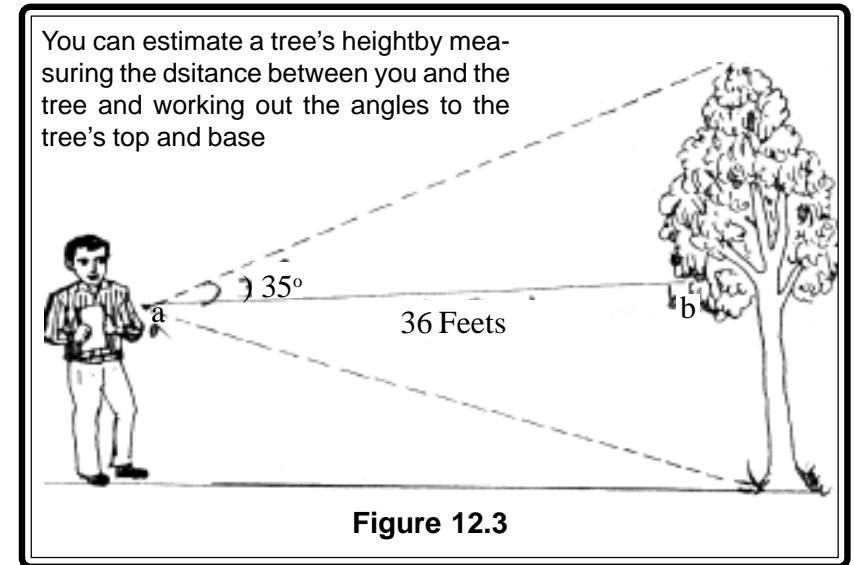 You can estimate a tree's heightby mea-
suring the dsitance between you and the
tree and working out the angles to the
tree's top and base
) 35°
a
b
36 Feets
Figure 12.3